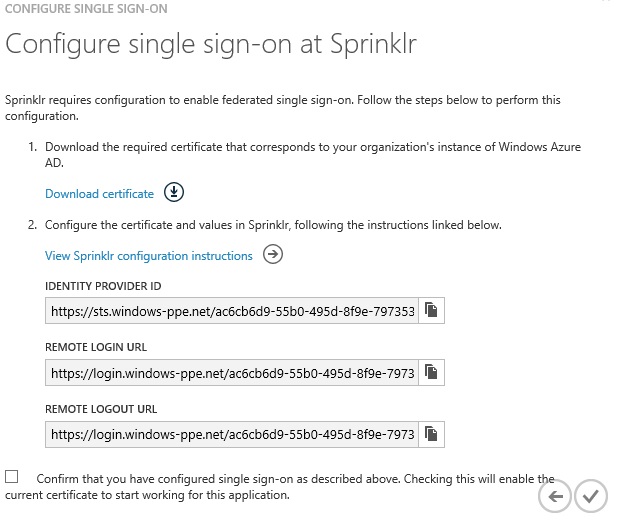 CONFIGURE SINGLE SIGN-ON
Configure single sign-on at Sprinklr
Sprinklr requires configuration to enable federated single sign-on. Follow the steps below to perform this
configuration.
1. Download the required certificate that corresponds to your organization's instance of Windows Azure
AD.
Download certificate
2. Configure the certificate and values in Sprinklr, following the instructions linked below.
View Sprinklr configuration instructions
IDENTITY PROVIDER ID
https://sts.windows-ppe.net/ac6cb6d9-55b0-495d-8f9e-797353
REMOTE LOGIN URL
https://login.windows-ppe.net/ac6cb6d9-55b0-495d-8f9e-7973
REMOTE LOGOUT URL
https://login.windows-ppe.net/ac6cb6d9-55b0-495d-8f9e-7973
Confirm that you have configured single sign-on as described above. Checking this will enable the
current certificate to start working for this application.